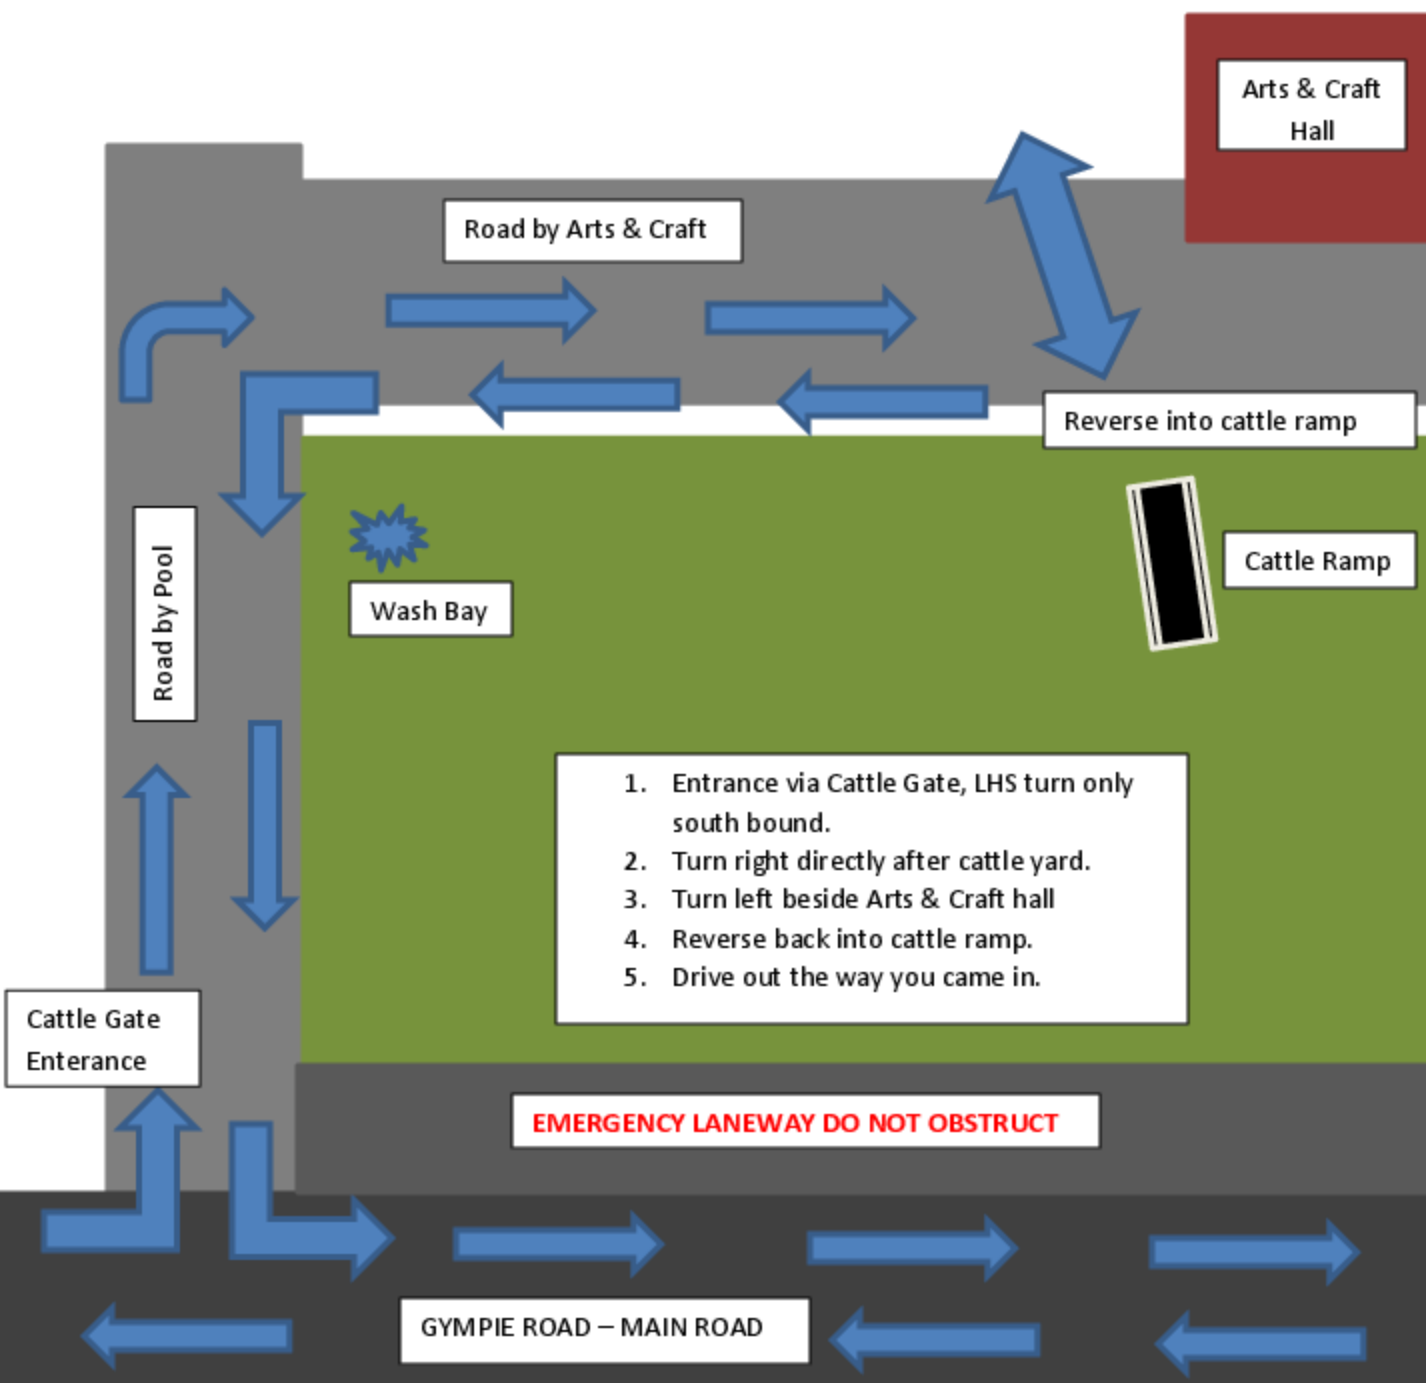 Arts & Craft
Hall
Road by Arts & Craft
Reverse into cattle ramp
Road by Pool
Wash Bay
Cattle Ramp
1. Entrance via Cattle Gate, LHS turn only
south bound.
2. Turn right directly after cattle yard.
3. Turn left beside Arts & Craft hall
4. Reverse back into cattle ramp.
5. Drive out the way you came in.
Cattle Gate
Enterance
EMERGENCY LANEWAY DO NOT OBSTRUCT
GYMPIE ROAD – MAIN ROAD